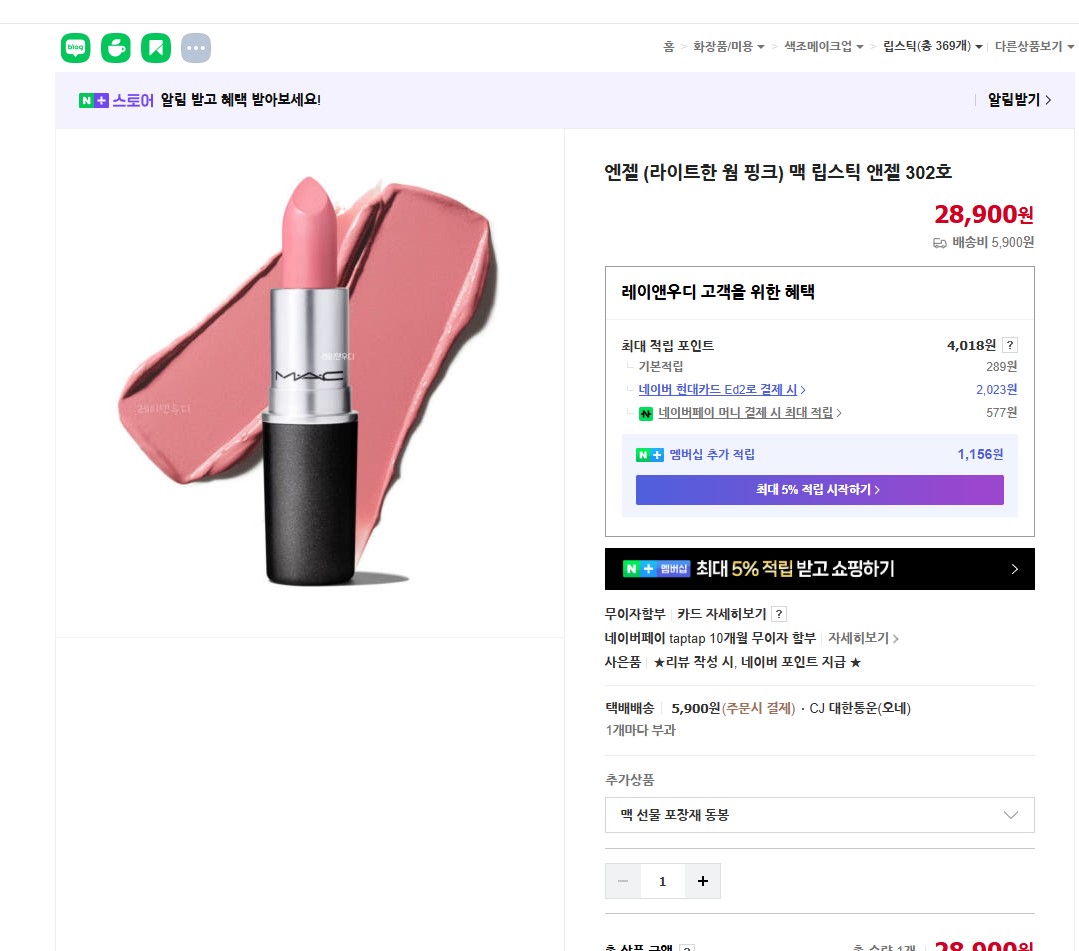 blog
홈 > 화장품/미용 > 색조메이크업 > 립스틱(총 369개) 다른상품보기
N+ 스토어 알림 받고 혜택 받아보세요!
알림받기 >
엔젤 (라이트한 웜 핑크) 맥 립스틱 앤젤 302호
28,900원
배송비 5,900원
레이앤우디 고객을 위한 혜택
최대 적립 포인트 4,018원 ?
기본적립 289원
네이버 현대카드 Ed2로 결제 시 > 2,023원
N 네이버페이 머니 결제 시 최대 적립 > 577원
N+ 멤버십 추가 적립 1,156원
최대 5% 적립 시작하기 >
N+ 멤버십 최대 5% 적립 받고 쇼핑하기 >
무이자할부 카드 자세히보기 ?
네이버페이 taptap 10개월 무이자 할부 자세히보기 >
사은품 ★리뷰 작성 시, 네이버 포인트 지급 ★
택배배송 5,900원(주문시 결제) · CJ 대한통운(오네)
1개마다 부과
추가상품
맥 선물 포장재 동봉
− 1 +
총 상품 금액 ? 총 수량 1개 28,900원
레이앤우디
MAC
레이앤우디